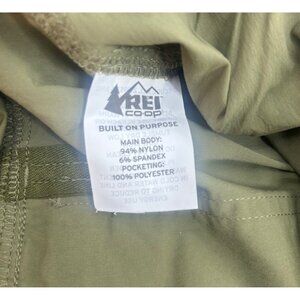 REI
CO·OP
BUILT ON PURPOSE
MAIN BODY:
94% NYLON
6% SPANDEX
POCKETING:
100% POLYESTER